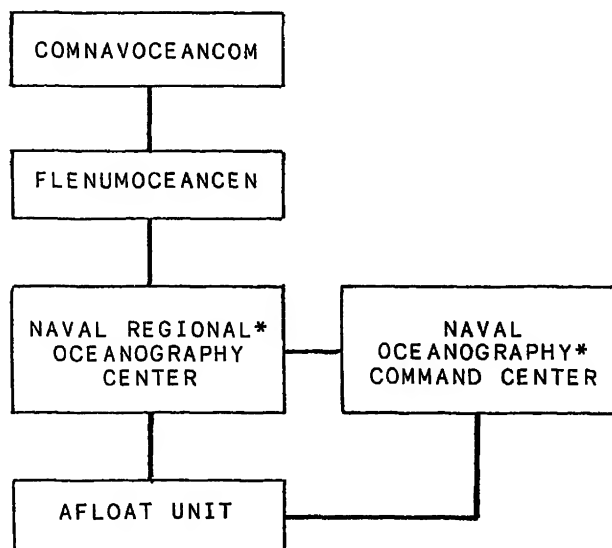 COMNAVOCEANCOM
FLENUMOCEANCEN
NAVAL REGIONAL*
OCEANOGRAPHY
CENTER
NAVAL
OCEANOGRAPHY*
COMMAND CENTER
AFLOAT UNIT